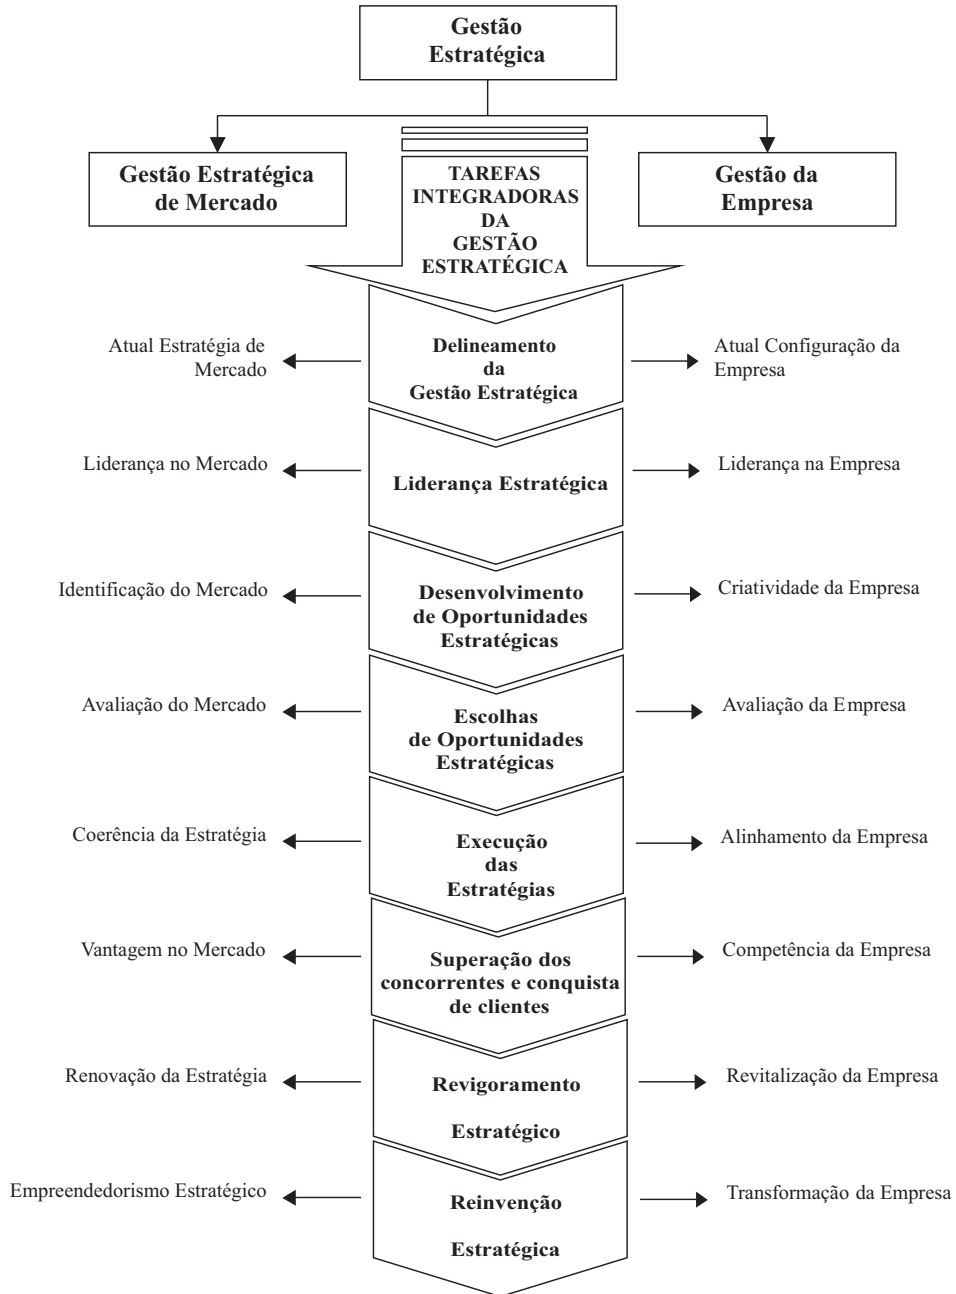 Gestão
Estratégica
Gestão Estratégica
de Mercado
TAREFAS
INTEGRADORAS
DA
GESTÃO
ESTRATÉGICA
Gestão da
Empresa
Atual Estratégia de
Mercado
Delineamento
da
Gestão Estratégica
Atual Configuração da
Empresa
Liderança no Mercado
Liderança Estratégica
Liderança na Empresa
Identificação do Mercado
Desenvolvimento
de Oportunidades
Estratégicas
Criatividade da Empresa
Avaliação do Mercado
Escolhas
de Oportunidades
Estratégicas
Avaliação da Empresa
Coerência da Estratégia
Execução
das
Estratégias
Alinhamento da Empresa
Vantagem no Mercado
Superação dos
concorrentes e conquista
de clientes
Competência da Empresa
Renovação da Estratégia
Revigoramento
Estratégico
Revitalização da Empresa
Empreendedorismo Estratégico
Reinvenção
Estratégica
Transformação da Empresa